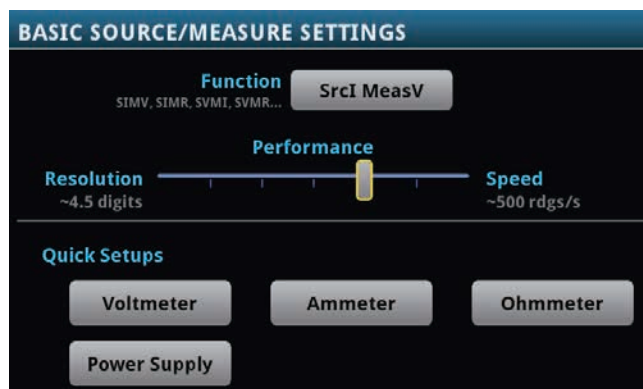 BASIC SOURCE/MEASURE SETTINGS
Function
SIMV, SIMR, SVMI, SVMR...
SrcI MeasV
Performance
Resolution
~4.5 digits
Speed
~500 rdgs/s
Quick Setups
Voltmeter
Ammeter
Ohmmeter
Power Supply